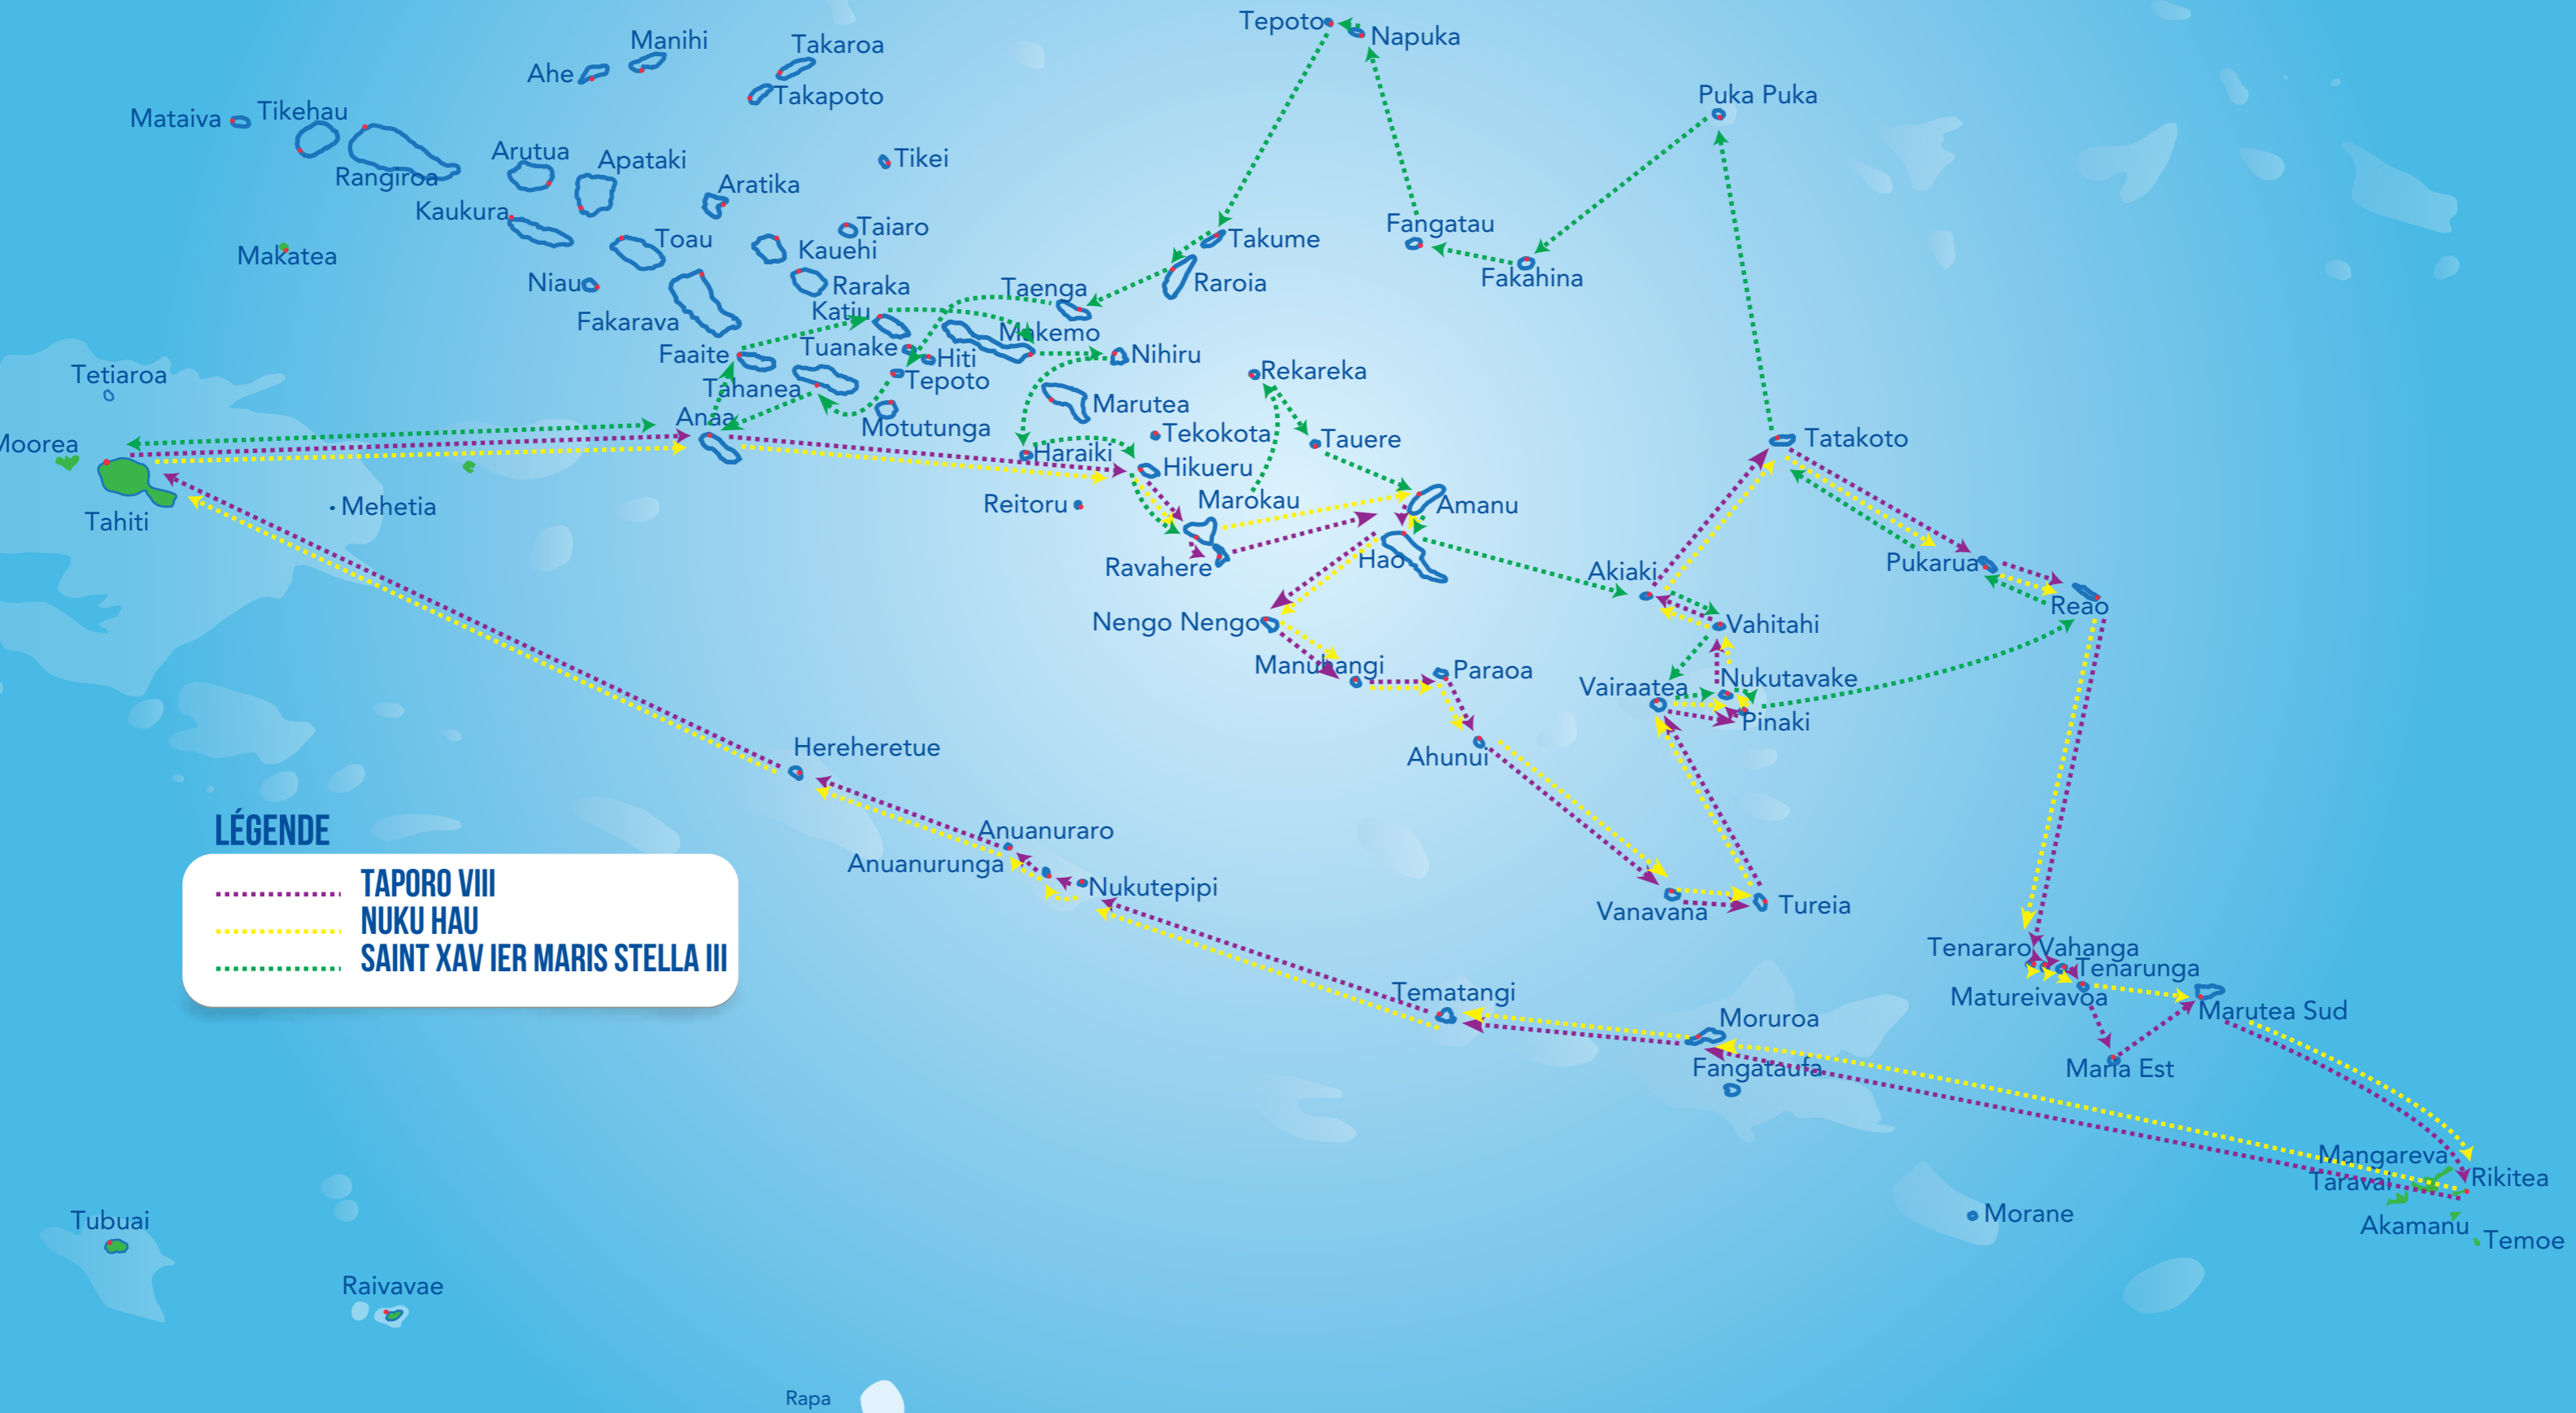 Tepoto
Napuka
Manihi
Takaroa
Ahe
Takapoto
Puka Puka
Mataiva
Tikehau
Rangiroa
Arutua
Apataki
Tikei
Aratika
Kaukura
Taiaro
Fangatau
Toau
Kauehi
Takume
Makatea
Niau
Raraka
Taenga
Raroia
Fakahina
Fakarava
Katiu
Makemo
Faaite
Tuanake
Hiti
Nihiru
Tetiaroa
Tahanea
Tepoto
Rekareka
Marutea
Anaa
Motutunga
Tekokota
Tauere
Tatakoto
Moorea
Haraiki
Hikueru
Mehetia
Reitoru
Marokau
Amanu
Tahiti
Ravahere
Hao
Akiaki
Pukarua
Reao
Nengo Nengo
Vahitahi
Manuhangi
Paraoa
Vairaatea
Nukutavake
Pinaki
Hereheretue
Ahunui
LÉGENDE
TAPORO VIII
NUKU HAU
SAINT XAV IER MARIS STELLA III
Anuanuraro
Anuanurunga
Nukutepipi
Vanavana
Tureia
Tenararo
Vahanga
Tenarunga
Matureivavoa
Marutea Sud
Tematangi
Moruroa
Fangataufa
Maria Est
Mangareva
Taravai
Rikitea
Akamanu
Temoe
Morane
Tubuai
Raivavae
Rapa